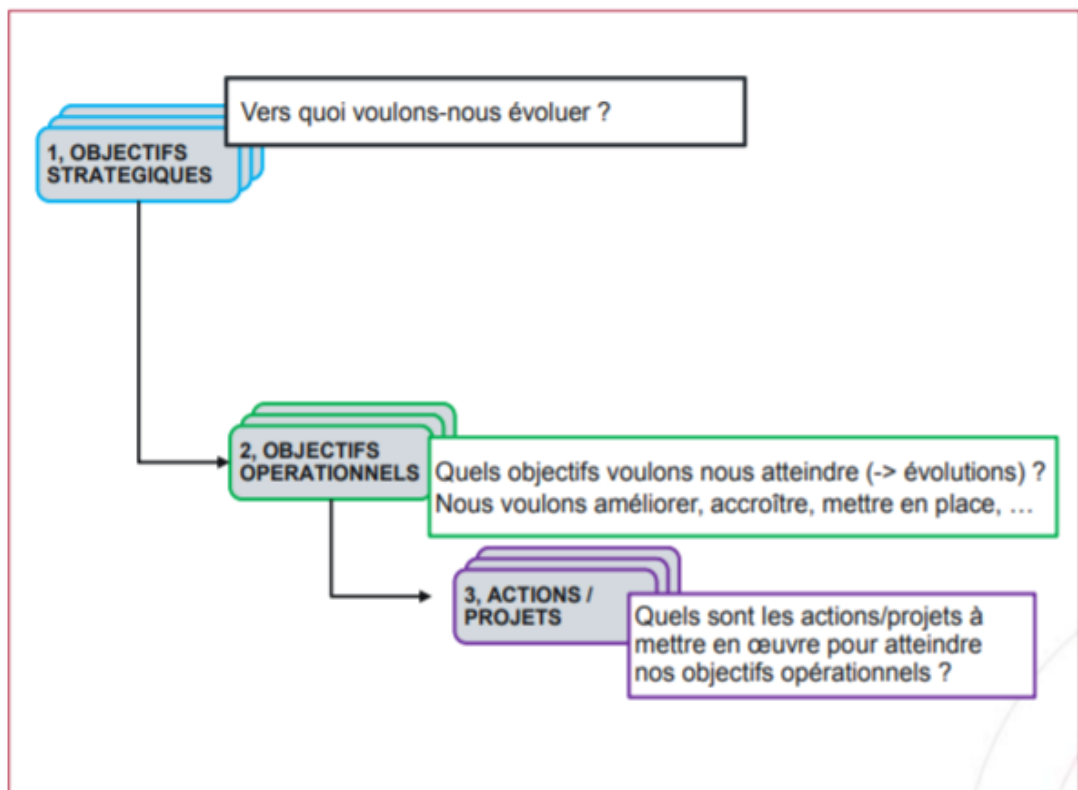 Vers quoi voulons-nous évoluer ?
1, OBJECTIFS
STRATEGIQUES
2, OBJECTIFS
OPERATIONNELS
Quels objectifs voulons nous atteindre (-> évolutions) ?
Nous voulons améliorer, accroître, mettre en place, …
3, ACTIONS /
PROJETS
Quels sont les actions/projets à
mettre en œuvre pour atteindre
nos objectifs opérationnels ?